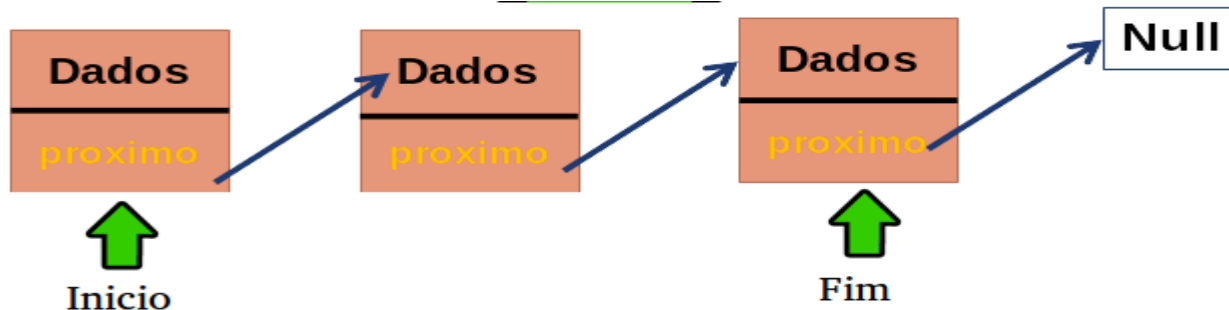 Dados
proximo
Dados
proximo
Dados
proximo
Null
Inicio
Fim